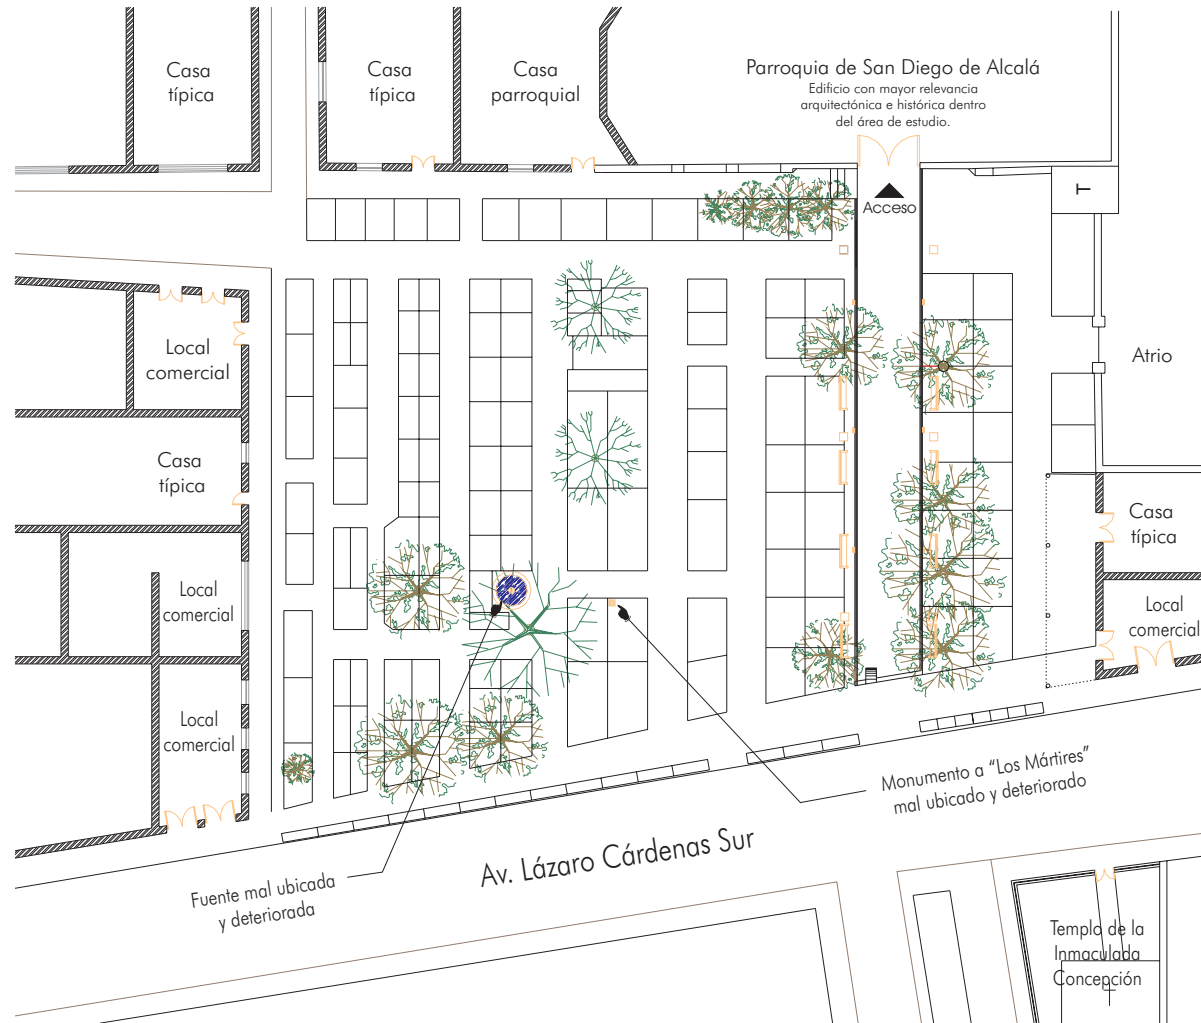 Casa
típica
Casa
típica
Casa
parroquial
Parroquia de San Diego de Alcalá
Edificio con mayor relevancia
arquitectónica e histórica dentro
del área de estudio.
Acceso
Local
comercial
Atrio
Casa
típica
Casa
típica
Local
comercial
Local
comercial
Local
comercial
Monumento a “Los Mártires”
mal ubicado y deteriorado
Av. Lázaro Cárdenas Sur
Fuente mal ubicada
y deteriorada
Templo de la
Inmaculada
Concepción